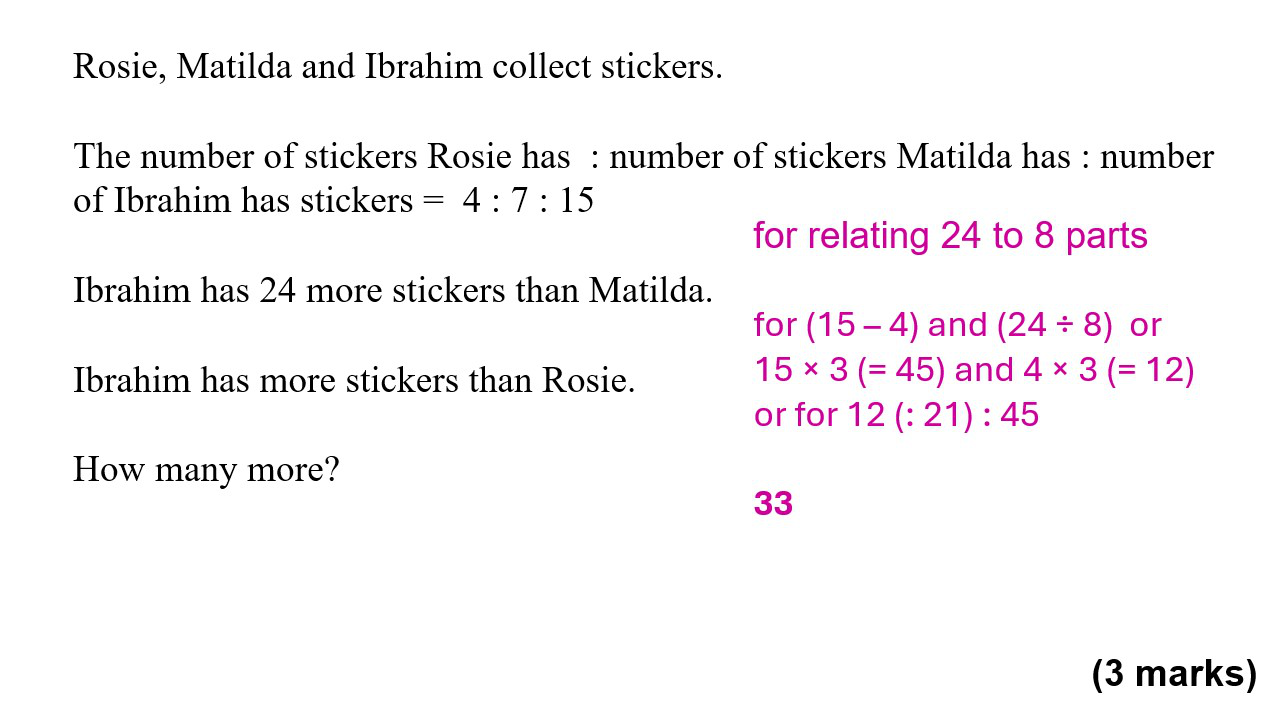 Rosie, Matilda and Ibrahim collect stickers.
The number of stickers Rosie has  : number of stickers Matilda has : number
of Ibrahim has stickers =  4 : 7 : 15
for relating 24 to 8 parts
Ibrahim has 24 more stickers than Matilda.
for (15 – 4) and (24 ÷ 8)  or
15 × 3 (= 45) and 4 × 3 (= 12)
Ibrahim has more stickers than Rosie.
or for 12 (: 21) : 45
How many more?
33
(3 marks)